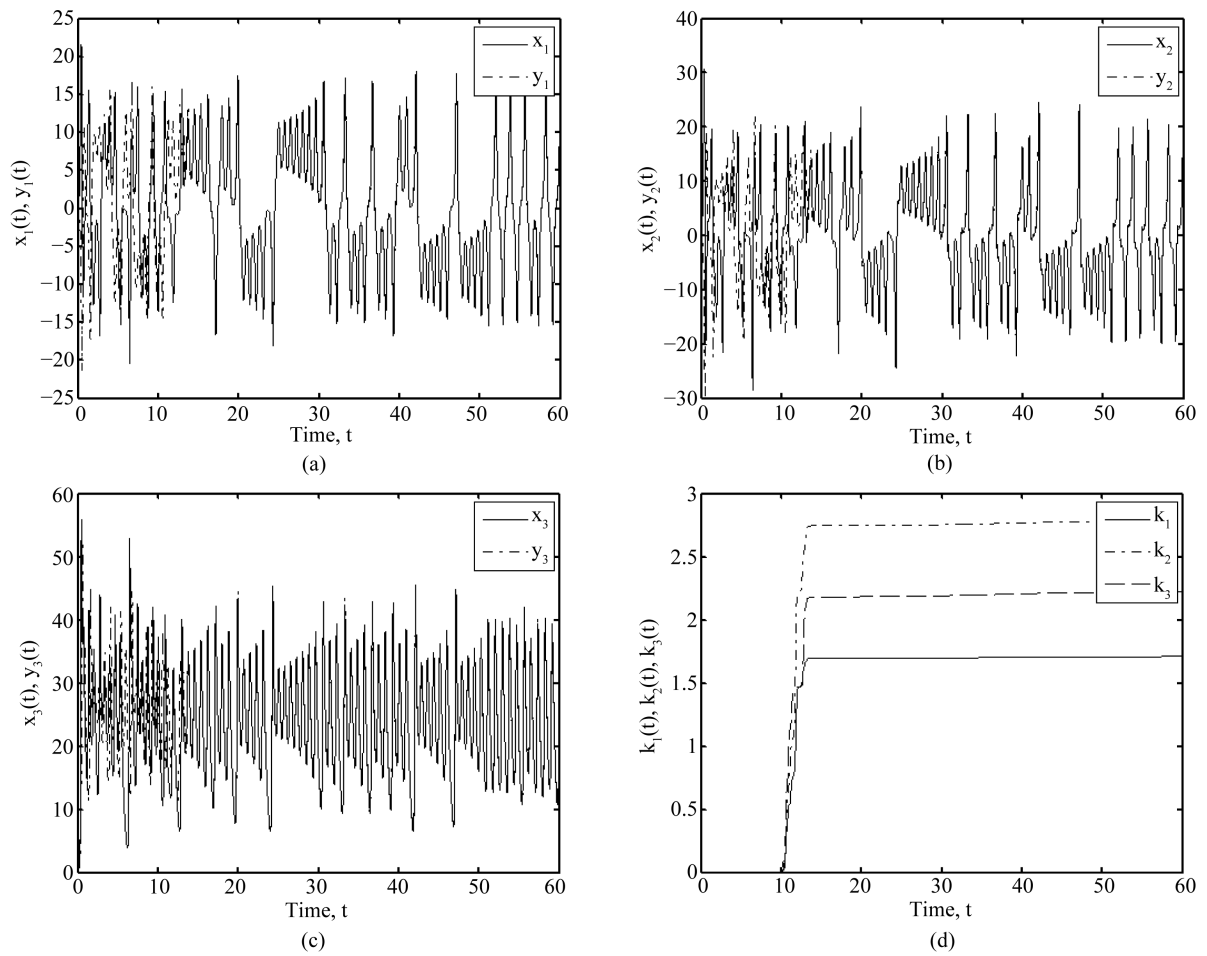 25
20
15
10
5
0
−5
−10
−15
−20
−25
x1(t), y1(t)
x1
y1
0 10 20 30 40 50 60
Time, t
(a)
40
30
20
10
0
−10
−20
−30
x2(t), y2(t)
x2
y2
0 10 20 30 40 50 60
Time, t
(b)
60
50
40
30
20
10
0
x3(t), y3(t)
x3
y3
0 10 20 30 40 50 60
Time, t
(c)
3
2.5
2
1.5
1
0.5
0
k1(t), k2(t), k3(t)
k1
k2
k3
0 10 20 30 40 50 60
Time, t
(d)